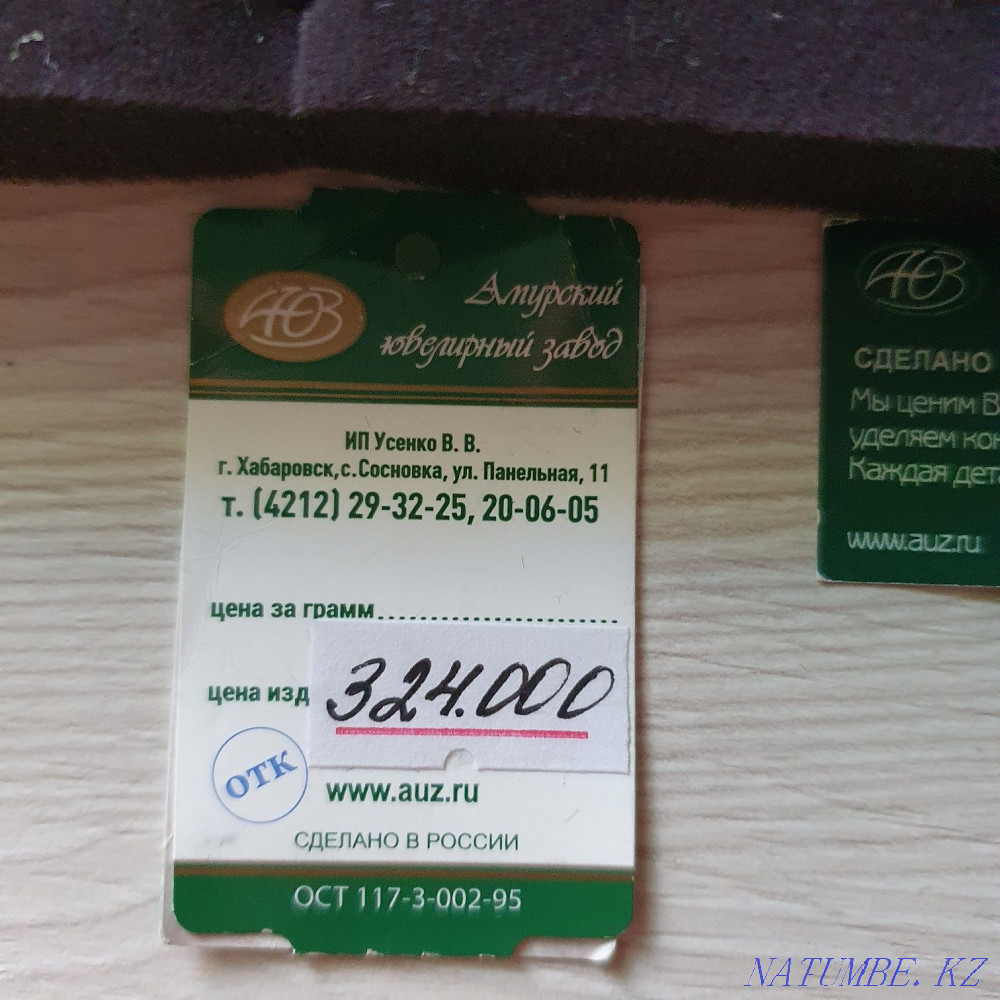 АЮЗ
Амурский
ювелирный завод
ИП Усенко В. В.
г. Хабаровск,с.Сосновка, ул. Панельная, 11
т. (4212) 29-32-25, 20-06-05
цена за грамм
цена изд
324.000
ОТК
www.auz.ru
СДЕЛАНО В РОССИИ
ОСТ 117-3-002-95
АЮЗ
СДЕЛАНО
Мы ценим В
уделяем кон
Каждая дета
www.auz.ru
NATUMBE. KZ